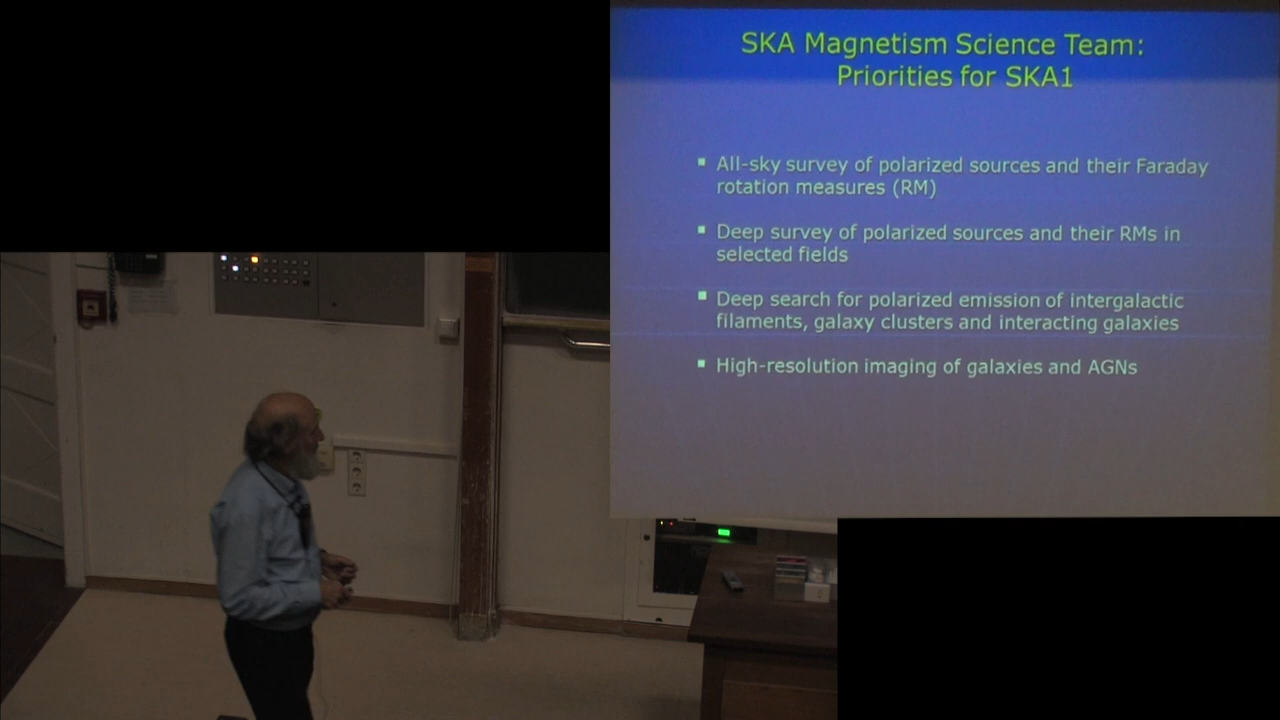 SKA Magnetism Science Team:
Priorities for SKA1
▪ All-sky survey of polarized sources and their Faraday
rotation measures (RM)
▪ Deep survey of polarized sources and their RMs in
selected fields
▪ Deep search for polarized emission of intergalactic
filaments, galaxy clusters and interacting galaxies
▪ High-resolution imaging of galaxies and AGNs